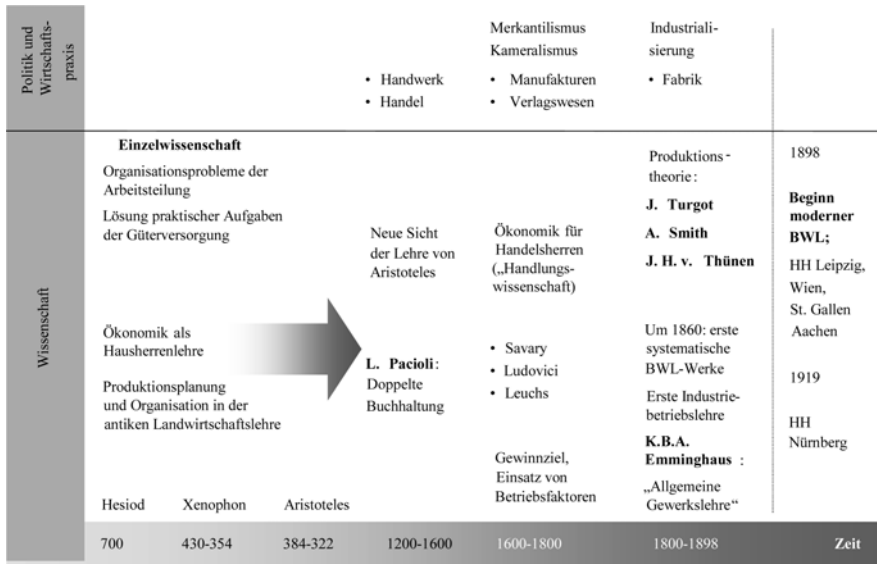 Politik und
Wirtschafts-
praxis
• Handwerk
• Handel
Merkantilismus
Kameralismus
• Manufakturen
• Verlagswesen
Industriali-
sierung
• Fabrik
Wissenschaft
Einzelwissenschaft
Organisationsprobleme der
Arbeitsteilung
Lösung praktischer Aufgaben
der Güterversorgung
Ökonomik als
Hausherrenlehre
Produktionsplanung
und Organisation in der
antiken Landwirtschaftslehre
Hesiod
Xenophon
Aristoteles
Neue Sicht
der Lehre von
Aristoteles
L. Pacioli:
Doppelte
Buchhaltung
Ökonomik für
Handelsherren
(„Handlungs-
wissenschaft)
• Savary
• Ludovici
• Leuchs
Gewinnziel,
Einsatz von
Betriebsfaktoren
Produktions-
theorie:
J. Turgot
A. Smith
J. H. v. Thünen
Um 1860: erste
systematische
BWL-Werke
Erste Industrie-
betriebslehre
K.B.A.
Emminghaus :
„Allgemeine
Gewerkslehre“
1898
Beginn
moderner
BWL;
HH Leipzig,
Wien,
St. Gallen
Aachen
1919
HH
Nürnberg
700
430-354
384-322
1200-1600
1600-1800
1800-1898
Zeit